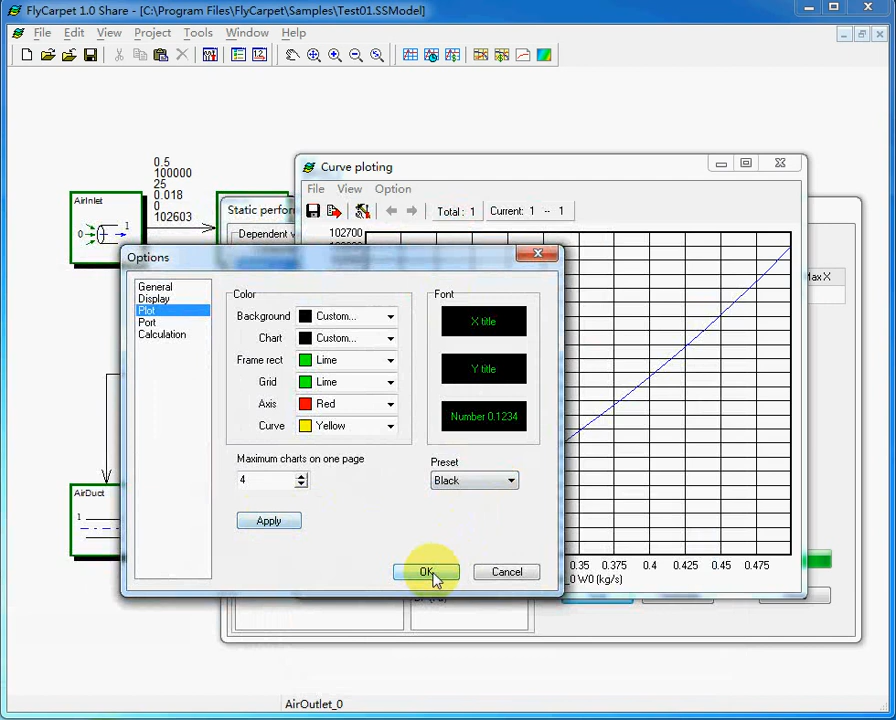 FlyCarpet 1.0 Share - [C:\Program Files\FlyCarpet\Samples\Test01.SSModel]
File Edit View Project Tools Window Help
0.5
100000
25
0.018
0
102603
AirInlet
0
1
Static perform
Dependent v
Curve ploting
File View Option
Total: 1 Current: 1 -- 1
102700
Max X
Options
General
Display
Plot
Port
Calculation
Color
Background Custom...
Chart Custom...
Frame rect Lime
Grid Lime
Axis Red
Curve Yellow
Font
X title
Y title
Number 0.1234
Maximum charts on one page
4
Preset
Black
Apply
OK
Cancel
AirDuct
1
0.35 0.375 0.4 0.425 0.45 0.475
_0 W0 (kg/s)
AirOutlet_0